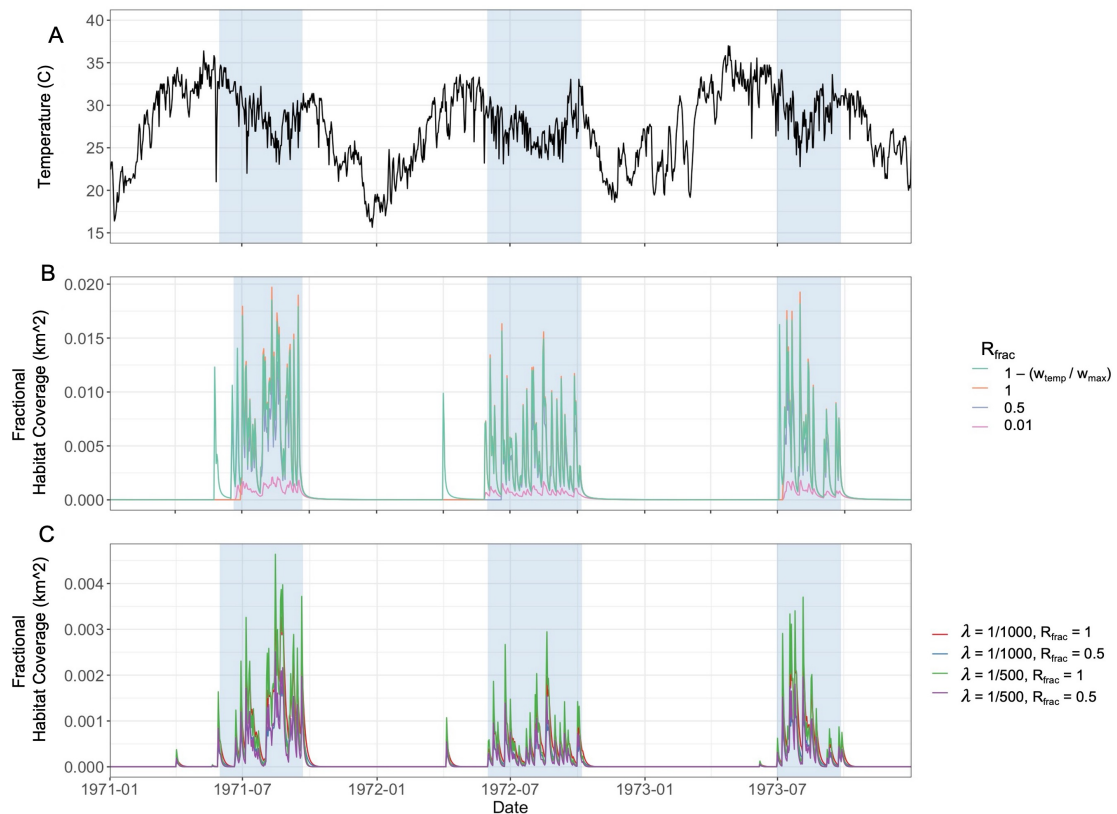 A
Temperature (C)
40
35
30
25
20
15
B
Fractional
Habitat Coverage (km^2)
0.020
0.015
0.010
0.005
0.000
Rfrac
1 − (wtemp / wmax)
1
0.5
0.01
C
Fractional
Habitat Coverage (km^2)
0.004
0.003
0.002
0.001
0.000
λ = 1/1000, Rfrac = 1
λ = 1/1000, Rfrac = 0.5
λ = 1/500, Rfrac = 1
λ = 1/500, Rfrac = 0.5
1971-01 1971-07 1972-01 1972-07 1973-01 1973-07
Date